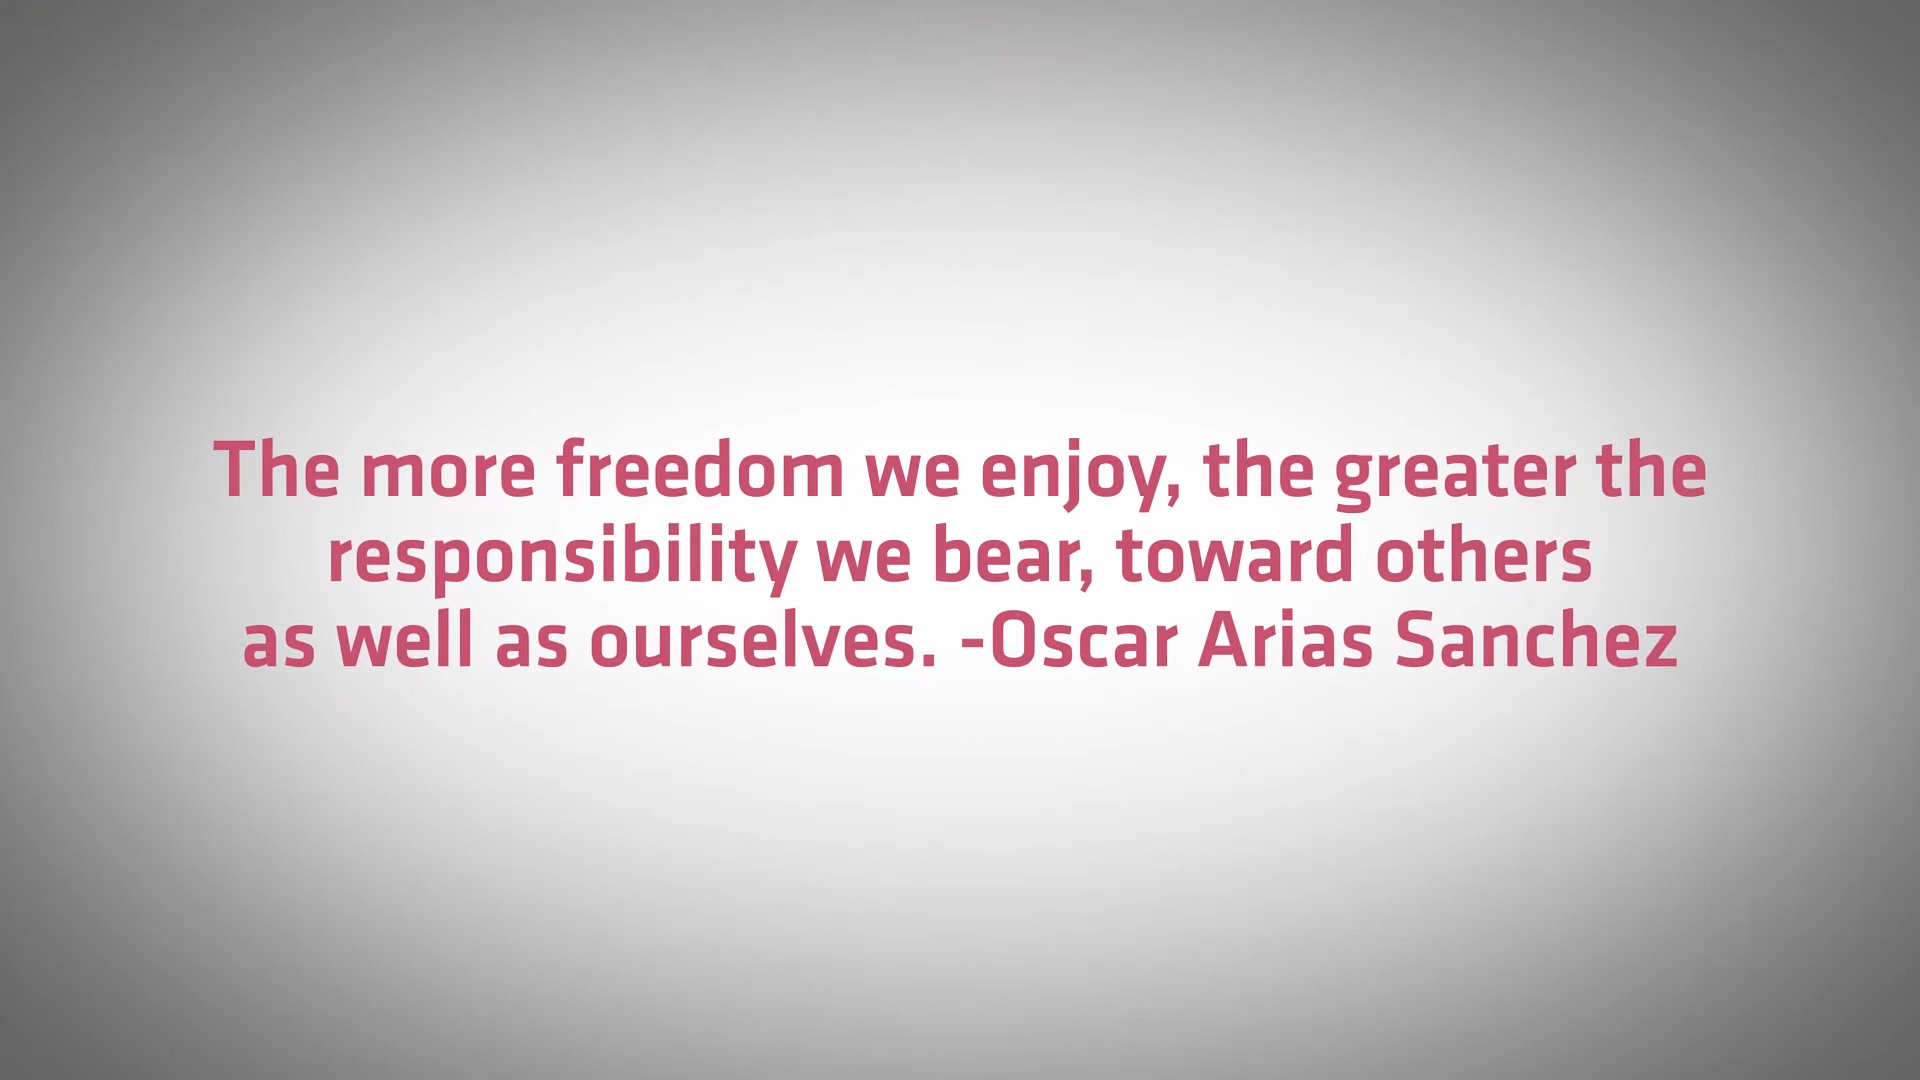 The more freedom we enjoy, the greater the
responsibility we bear, toward others
as well as ourselves. -Oscar Arias Sanchez